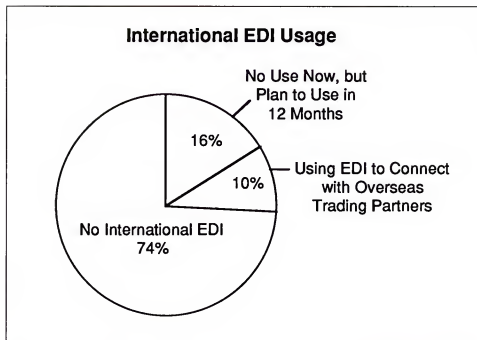 International EDI Usage
No Use Now, but
Plan to Use in
12 Months
16%
10%
Using EDI to Connect
with Overseas
Trading Partners
No International EDI
74%